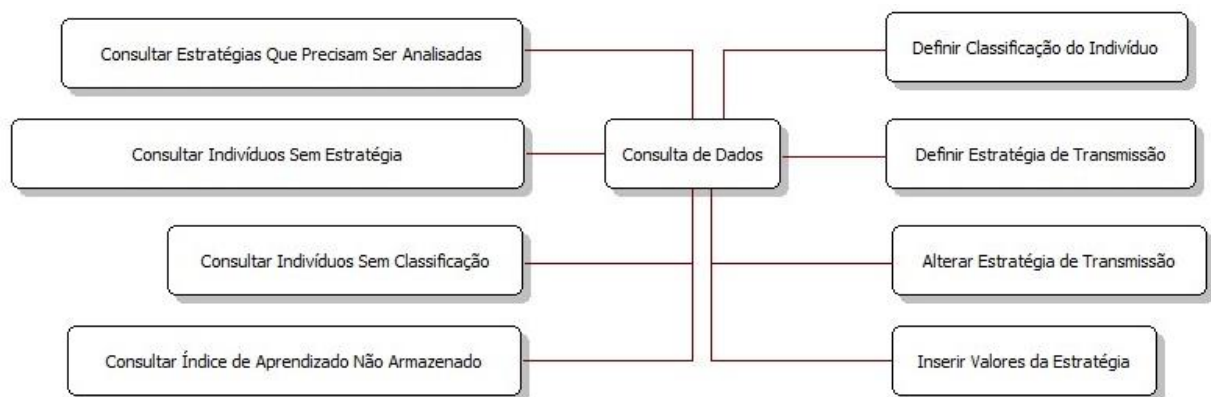 Consultar Estratégias Que Precisam Ser Analisadas
Consultar Indivíduos Sem Estratégia
Consultar Indivíduos Sem Classificação
Consultar Índice de Aprendizado Não Armazenado
Consulta de Dados
Definir Classificação do Indivíduo
Definir Estratégia de Transmissão
Alterar Estratégia de Transmissão
Inserir Valores da Estratégia